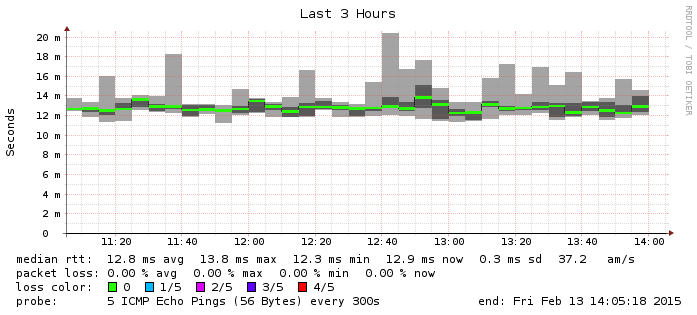 Last 3 Hours
RRDTOOL / TOBI OETIKER
Seconds
20 m
18 m
16 m
14 m
12 m
10 m
8 m
6 m
4 m
2 m
0
11:20 11:40 12:00 12:20 12:40 13:00 13:20 13:40 14:00
median rtt: 12.8 ms avg 13.8 ms max 12.3 ms min 12.9 ms now 0.3 ms sd 37.2 am/s
packet loss: 0.00 % avg 0.00 % max 0.00 % min 0.00 % now
loss color: 0 1/5 2/5 3/5 4/5
probe: 5 ICMP Echo Pings (56 Bytes) every 300s end: Fri Feb 13 14:05:18 2015